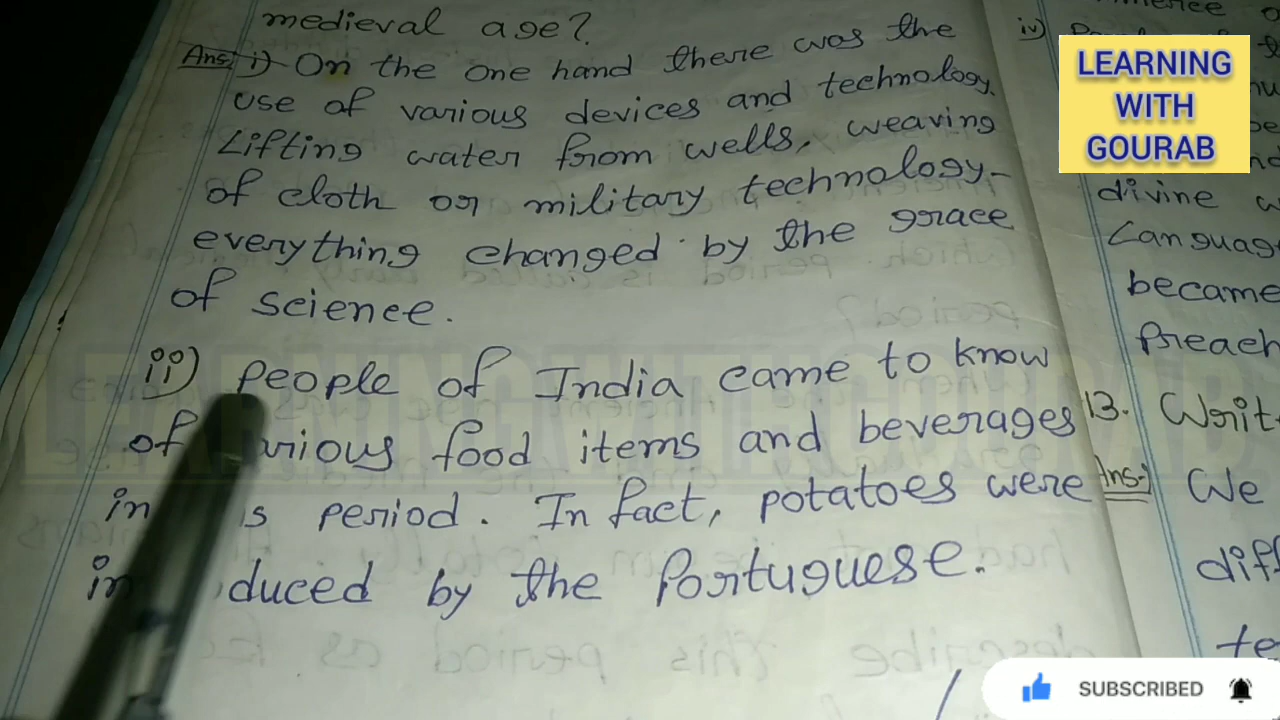 medieval age?
Ans: i) On the one hand there was the
use of various devices and technology.
Lifting water from wells, weaving
of cloth or military technology-
everything changed by the grace
of science.
ii) People of India came to know
of various food items and beverages
in s period. In fact, potatoes were
in duced by the Portuguese.
iv)
divine
Languag
became
Preach
13. Writ
Ans-) We
diff
te
LEARNING
WITH
GOURAB
SUBSCRIBED